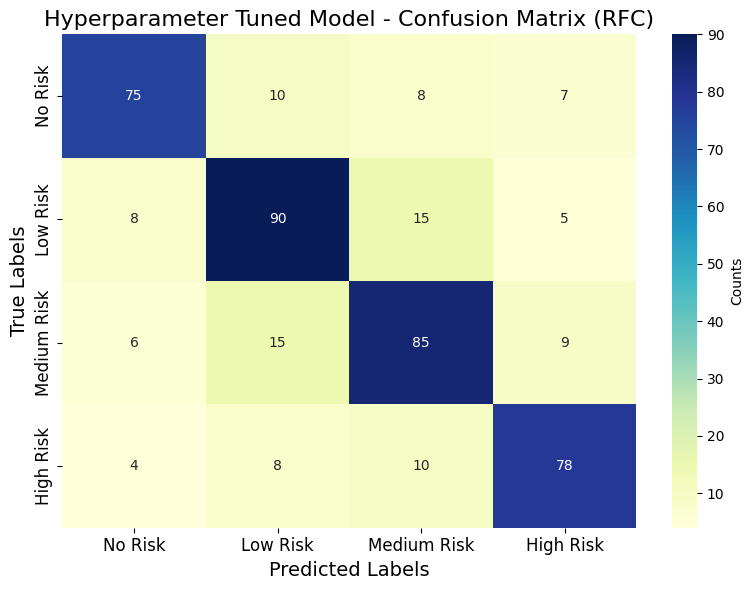 Hyperparameter Tuned Model - Confusion Matrix (RFC)
True Labels
No Risk 75 10 8 7
Low Risk 8 90 15 5
Medium Risk 6 15 85 9
High Risk 4 8 10 78
No Risk Low Risk Medium Risk High Risk
Predicted Labels
90
80
70
60
50
40
30
20
10
Counts